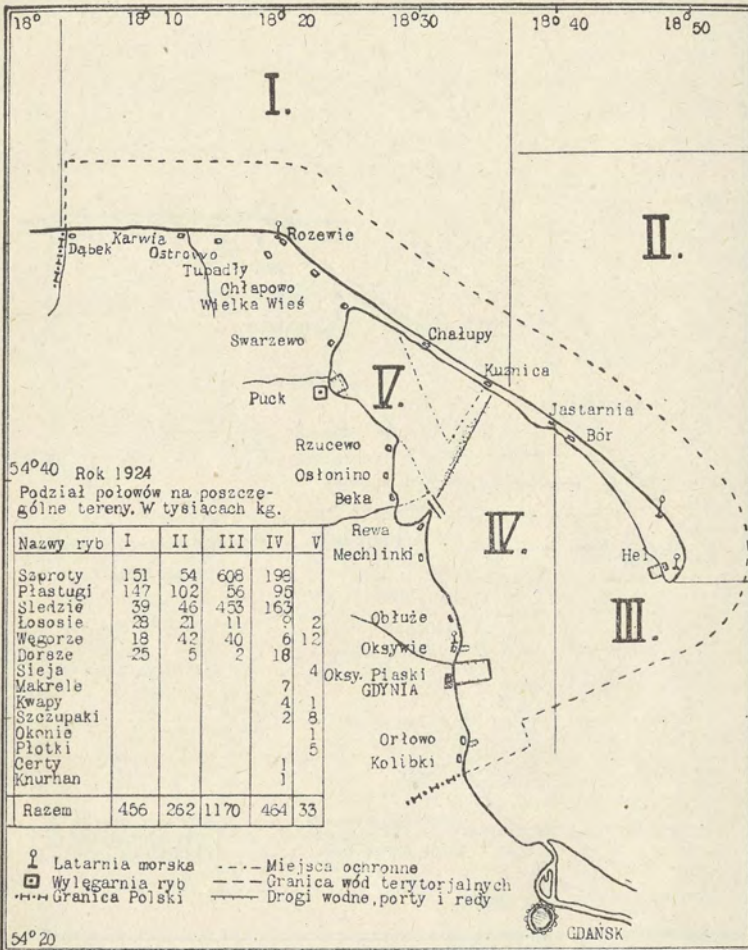 18° 18° 10 18° 20 18° 30 18° 40 18° 50
I.
II.
Dąbek
Karwia
Ostrowo
Rozewie
Tupadły
Chłapowo
Wielka Wieś
Swarzewo
Chałupy
Kuźnica
Puck
V.
Jastarnia
Bór
Rzucewo
Osłonino
Beka
Rewa
Mechlinki
IV.
Hel
III.
Obłuże
Oksywie
Oksy. Piaski
GDYNIA
Orłowo
Kolibki
GDAŃSK
54°40 Rok 1924
Podział połowów na poszcze-
gólne tereny. W tysiącach kg.
Nazwy ryb I II III IV V
Szproty 151 54 608 198
Płastugi 147 102 56 95
Śledzie 39 46 453 163
Łososie 28 21 11 9 2
Węgorze 18 42 40 6 12
Dorsze 25 5 2 18
Sieja 4
Makrele 7
Kwapy 4 1
Szczupaki 2 8
Okonie 1
Płotki 5
Certy 1
Knurhan 1
Razem 456 262 1170 464 33
Latarnia morska
Wylęgarnia ryb
Granica Polski
Miejsca ochronne
Granica wód terytorjalnych
Drogi wodne, porty i redy
54°20